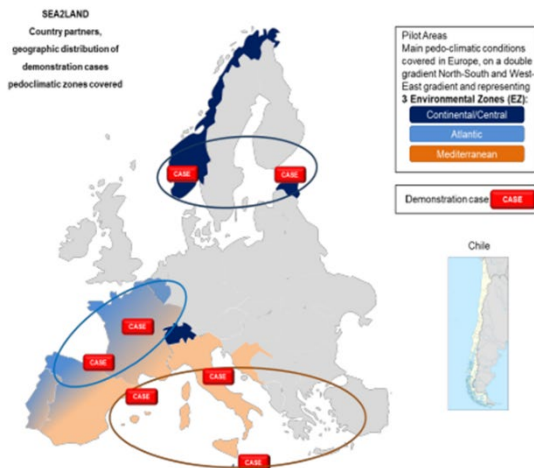 SEA2LAND
Country partners,
geographic distribution of
demonstration cases
pedoclimatic zones covered
Pilot Areas
Main pedo-climatic conditions
covered in Europe, on a double
gradient North-South and West-
East gradient and representing
3 Environmental Zones (EZ):
Continental/Central
Atlantic
Mediterranean
Demonstration case CASE
Chile
CASE
CASE
CASE
CASE
CASE
CASE
CASE